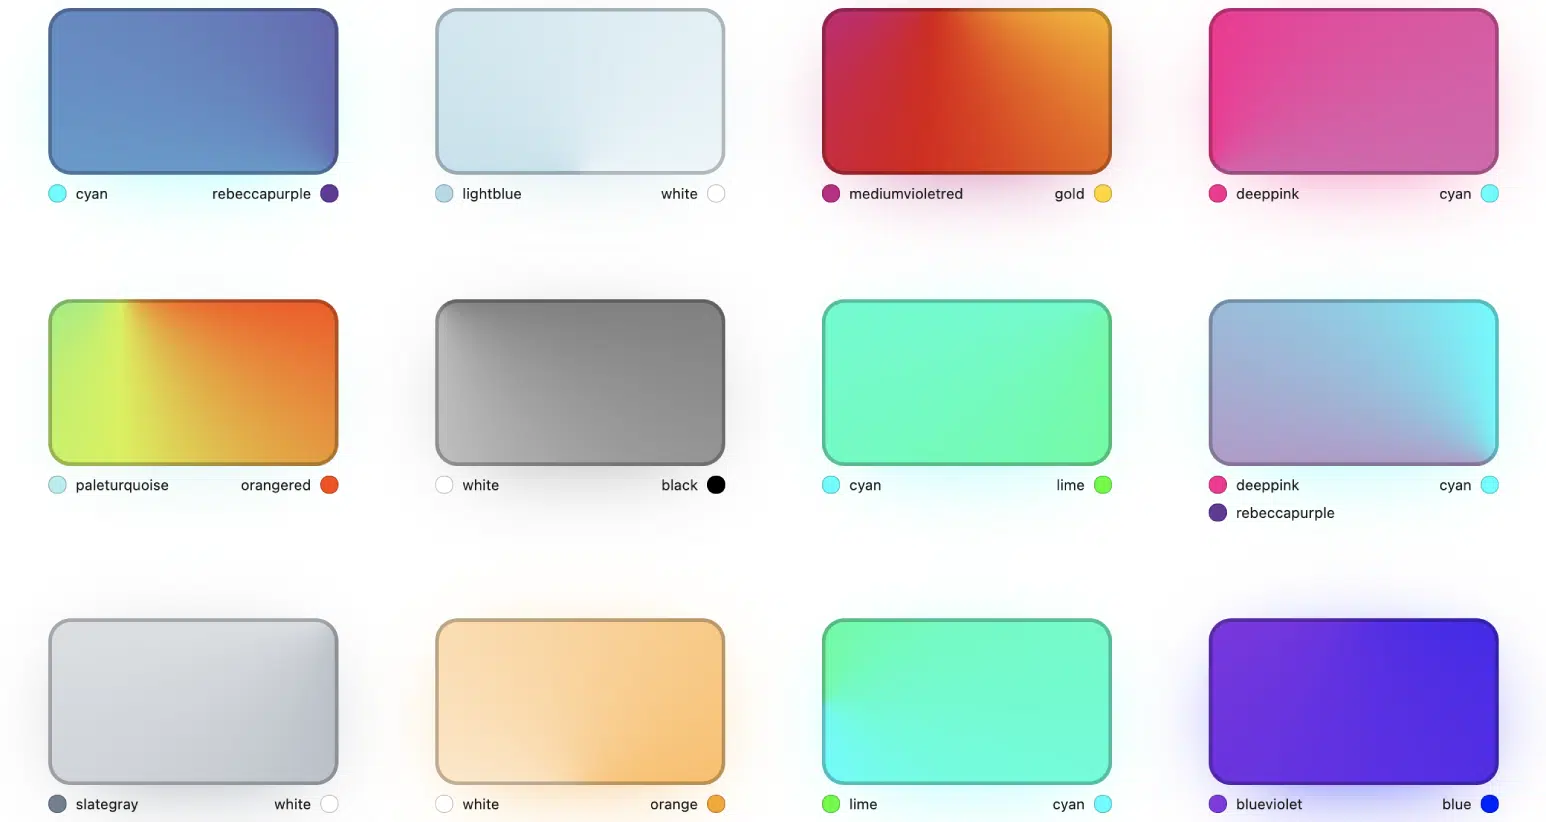 cyan rebeccapurple
lightblue white
mediumvioletred gold
deeppink cyan
paleturquoise orangered
white black
cyan lime
deeppink cyan
rebeccapurple
slategray white
white orange
lime cyan
blueviolet blue